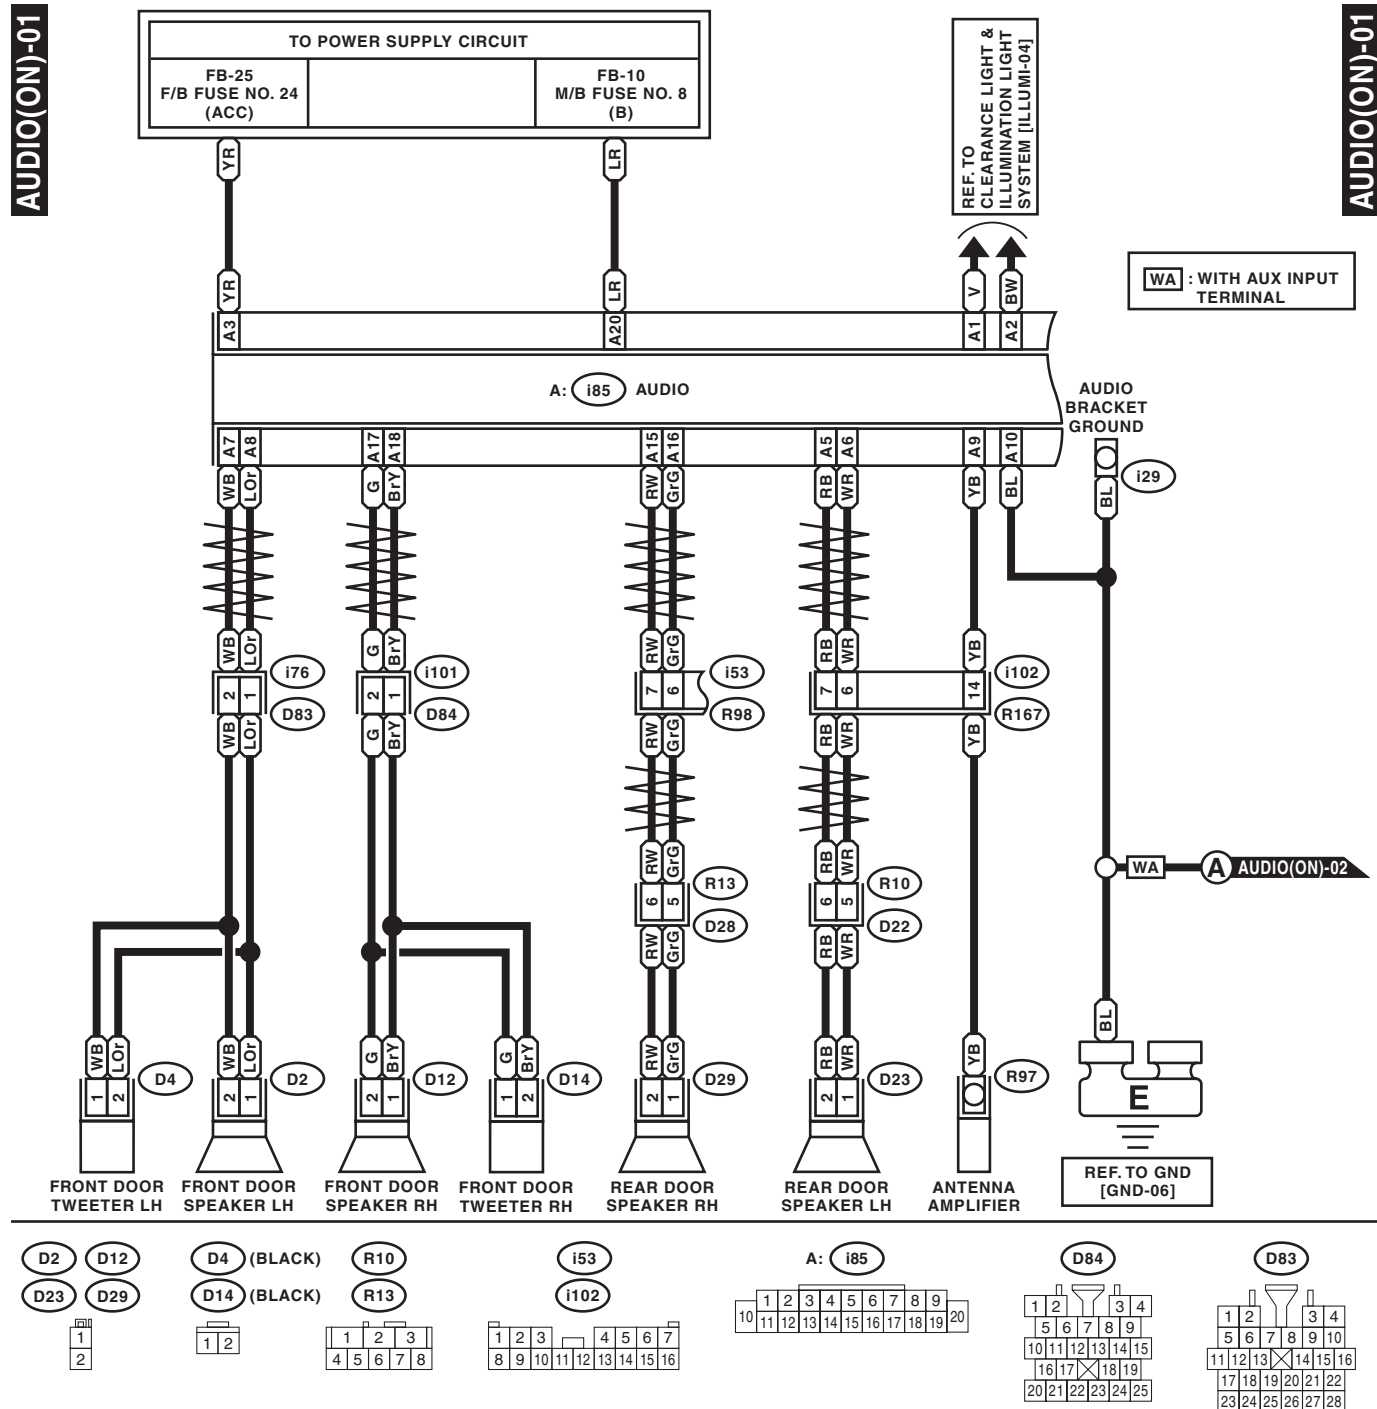 AUDIO(ON)-01
AUDIO(ON)-01
TO POWER SUPPLY CIRCUIT
FB-25
F/B FUSE NO. 24
(ACC)
FB-10
M/B FUSE NO. 8
(B)
REF. TO
CLEARANCE LIGHT &
ILLUMINATION LIGHT
SYSTEM [ILLUMI-04]
WA : WITH AUX INPUT
TERMINAL
YR LR
YR LR V BW
A3 A20 A1 A2
A: i85 AUDIO
AUDIO
BRACKET
GROUND
A7 A8 A17 A18 A15 A16 A5 A6 A9 A10
WB LOr G BrY RW GrG RB WR YB BL BL i29
WB LOr G BrY RW GrG RB WR YB
2 1 i76 2 1 i101 7 6 i53 7 6 14 i102
D83 D84 R98 R167
WB LOr G BrY RW GrG RB WR YB
RW GrG RB WR
6 5 R13 6 5 R10
D28 D22
RW GrG RB WR
WA A AUDIO(ON)-02
BL
WB LOr WB LOr G BrY G BrY RW GrG RB WR YB
1 2 D4 2 1 D2 2 1 D12 1 2 D14 2 1 D29 2 1 D23 R97
E
FRONT DOOR
TWEETER LH
FRONT DOOR
SPEAKER LH
FRONT DOOR
SPEAKER RH
FRONT DOOR
TWEETER RH
REAR DOOR
SPEAKER RH
REAR DOOR
SPEAKER LH
ANTENNA
AMPLIFIER
REF. TO GND
[GND-06]
D2 D12
D23 D29
1
2
D4 (BLACK)
D14 (BLACK)
1 2
R10
R13
1 2 3
4 5 6 7 8
i53
i102
1 2 3 4 5 6 7
8 9 10 11 12 13 14 15 16
A: i85
1 2 3 4 5 6 7 8 9
10 11 12 13 14 15 16 17 18 19 20
D84
1 2 3 4
5 6 7 8 9
10 11 12 13 14 15
16 17 18 19
20 21 22 23 24 25
D83
1 2 3 4
5 6 7 8 9 10
11 12 13 14 15 16
17 18 19 20 21 22
23 24 25 26 27 28